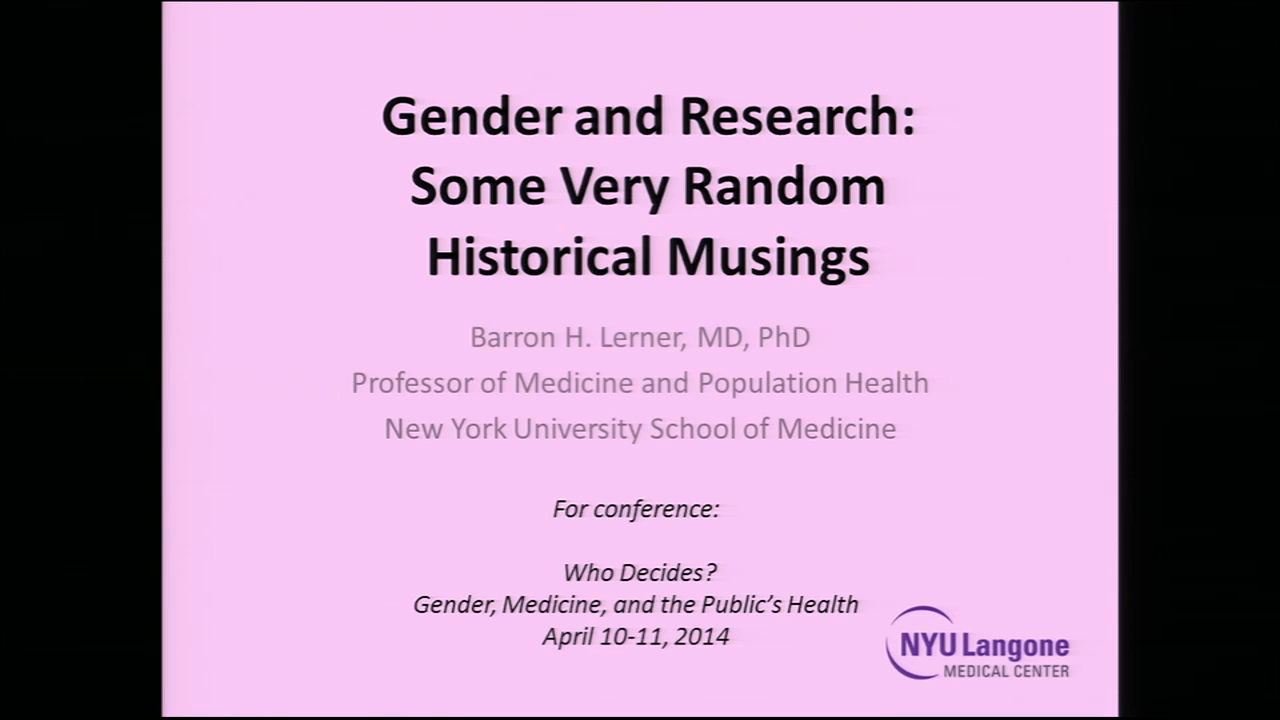 Gender and Research:
Some Very Random
Historical Musings
Barron H. Lerner, MD, PhD
Professor of Medicine and Population Health
New York University School of Medicine
For conference:
Who Decides?
Gender, Medicine, and the Public's Health
April 10-11, 2014
NYU Langone
MEDICAL CENTER